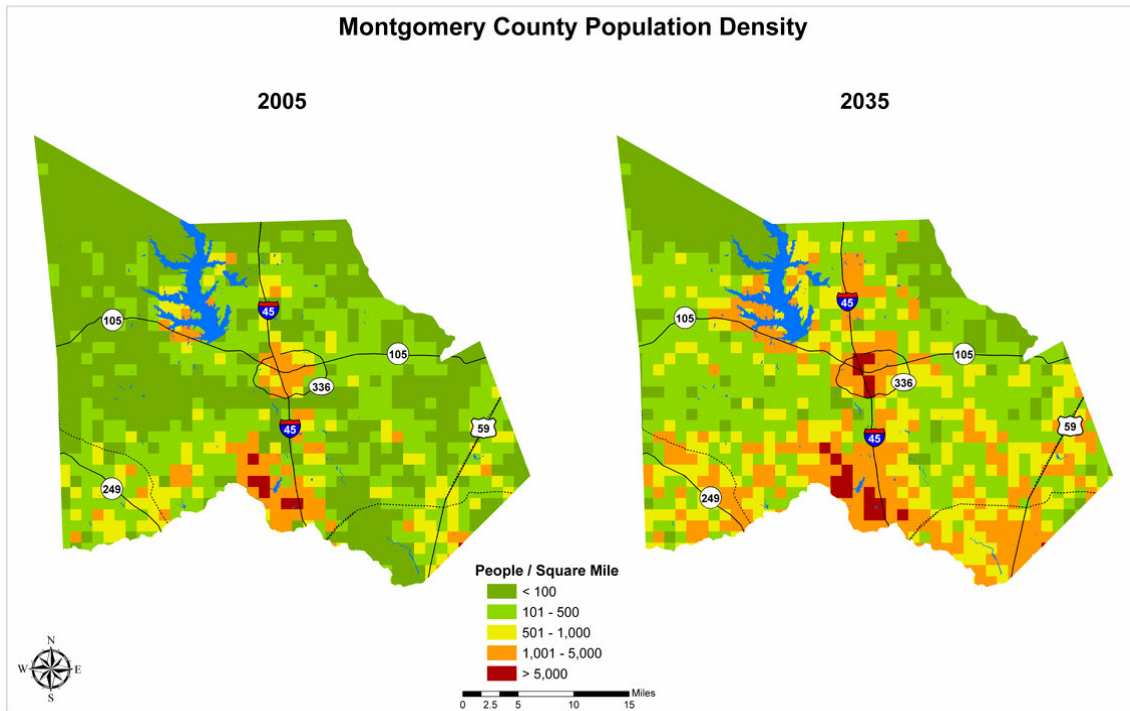 Montgomery County Population Density
2005
2035
45
105
105
336
45
59
249
45
105
105
336
45
59
249
People / Square Mile
< 100
101 - 500
501 - 1,000
1,001 - 5,000
> 5,000
N
W E
S
Miles
0 2.5 5 10 15